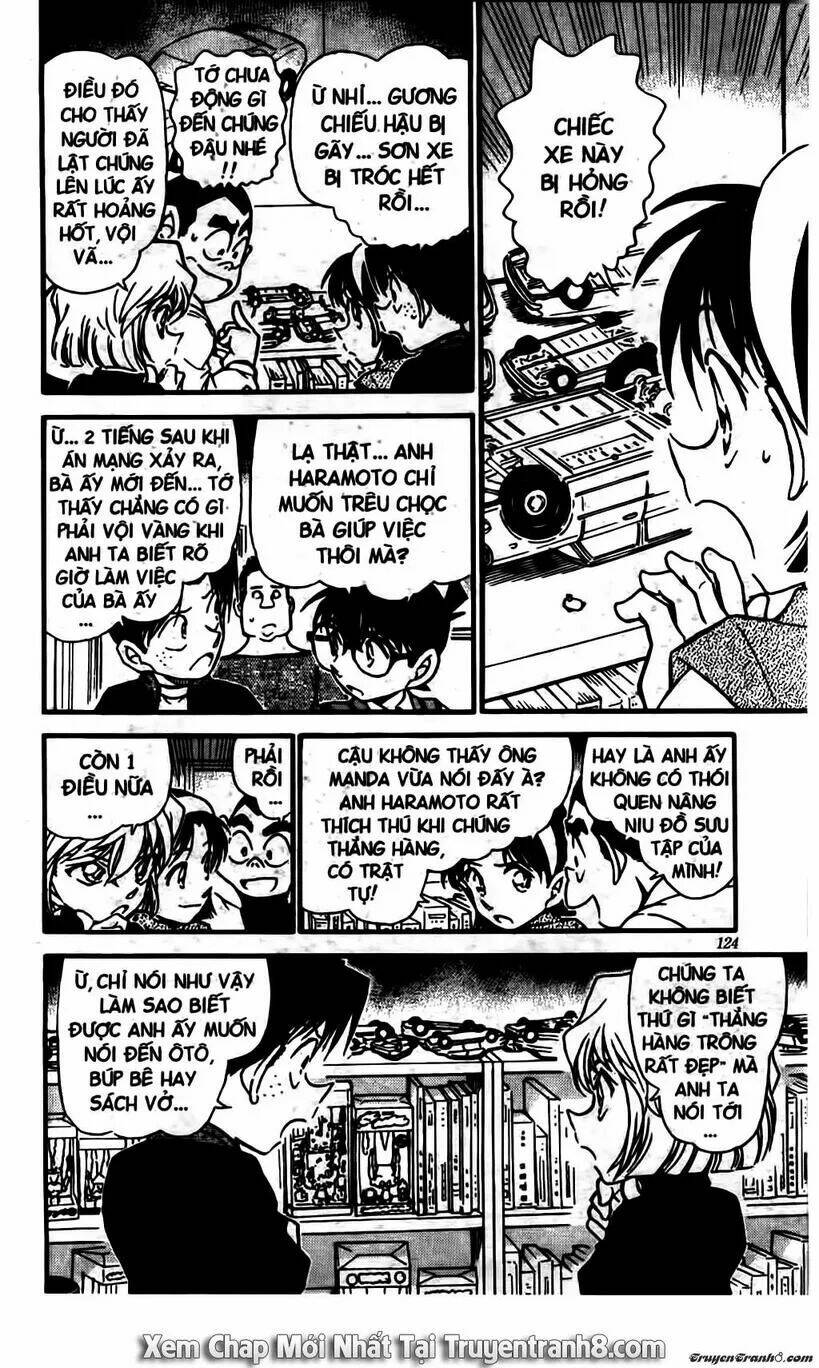 ĐIỀU ĐÓ
CHO THẤY
NGƯỜI ĐÃ
LẬT CHÚNG
LÊN LÚC ẤY
RẤT HOẢNG
HỐT, VỘI
VÃ...
TỚ CHƯA
ĐỘNG GÌ
ĐẾN CHÚNG
ĐÂU NHÉ
!!
Ừ NHỈ... GƯƠNG
CHIẾU HẬU BỊ
GÃY... SƠN XE
BỊ TRÓC HẾT
RỒI...
CHIẾC
XE NÀY
BỊ HỎNG
RỒI!
Ừ... 2 TIẾNG SAU KHI
ÁN MẠNG XẢY RA,
BÀ ẤY MỚI ĐẾN... TỚ
THẤY CHẲNG CÓ GÌ
PHẢI VỘI VÀNG KHI
ANH TA BIẾT RÕ
GIỜ LÀM VIỆC
CỦA BÀ ẤY
...
LẠ THẬT... ANH
HARAMOTO CHỈ
MUỐN TRÊU CHỌC
BÀ GIÚP VIỆC
THÔI MÀ?
CÒN 1
ĐIỀU NỮA
...
PHẢI
RỒI
...
CẬU KHÔNG THẤY ÔNG
MANDA VỪA NÓI ĐẤY À?
ANH HARAMOTO RẤT
THÍCH THÚ KHI CHÚNG
THẲNG HÀNG,
CÓ TRẬT
TỰ!
HAY LÀ ANH ẤY
KHÔNG CÓ THÓI
QUEN NÂNG
NIU ĐỒ SƯU
TẬP CỦA
MÌNH!
124
Ừ, CHỈ NÓI NHƯ VẬY
LÀM SAO BIẾT
ĐƯỢC ANH ẤY MUỐN
NÓI ĐẾN ÔTÔ,
BÚP BÊ HAY
SÁCH VỞ...
CHÚNG TA
KHÔNG BIẾT
THỨ GÌ "THẲNG
HÀNG TRÔNG
RẤT ĐẸP" MÀ
ANH TA
NÓI TỚI
...
Xem Chap Mới Nhất Tại Truyentranh8.com
TruyenTranh8.com